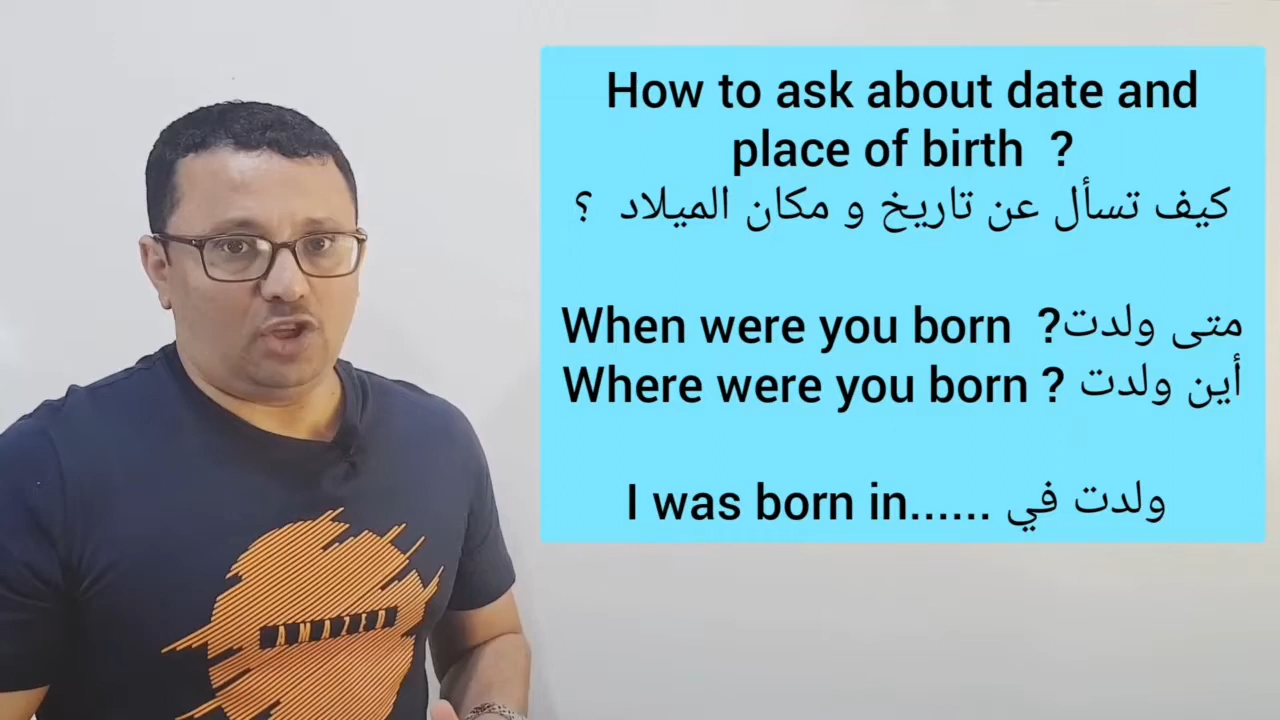 How to ask about date and
place of birth ?
كيف تسأل عن تاريخ و مكان الميلاد ؟
When were you born ?متى ولدت
Where were you born ? أين ولدت
I was born in...... ولدت في
AMAZED